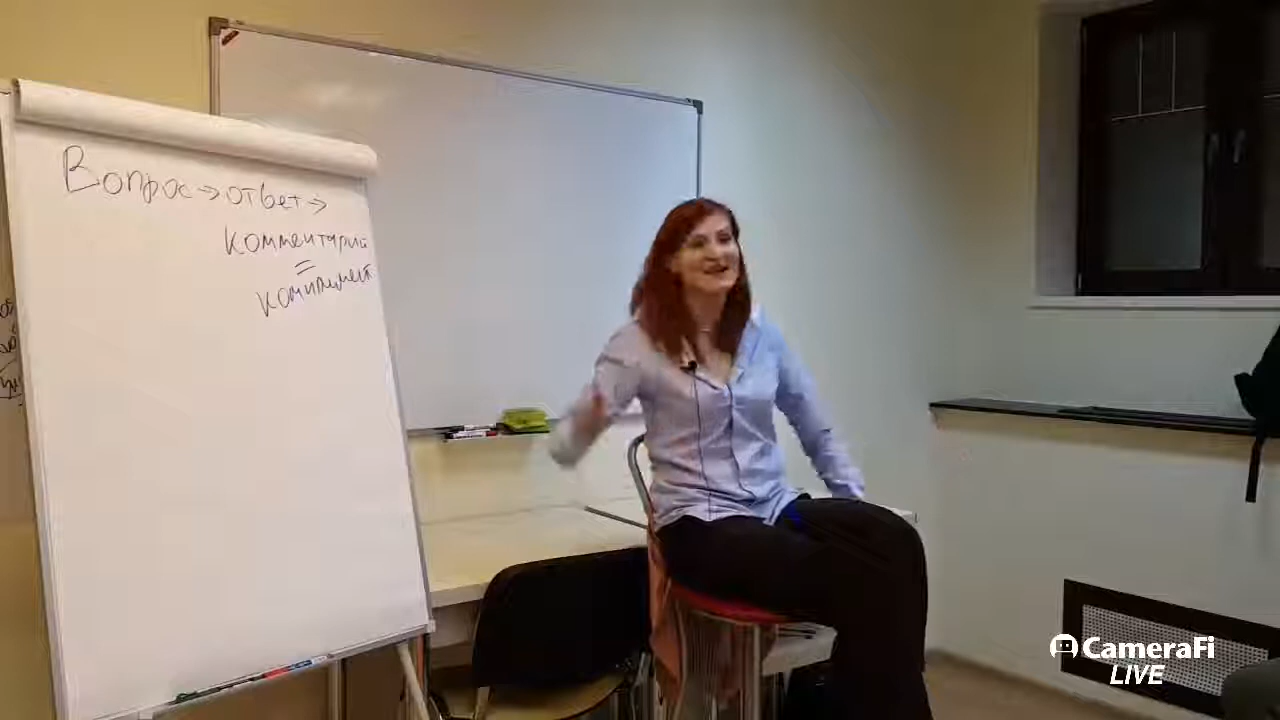 Вопрос → ответ →
комментарий
=
комплимент
CameraFi
LIVE